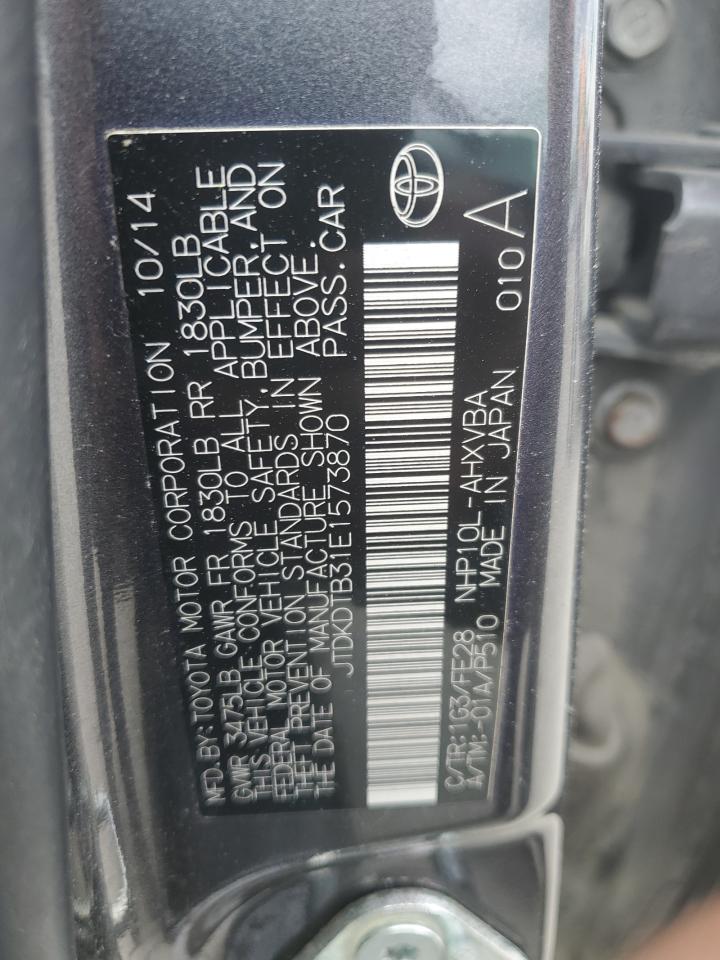 MFD.BY:TOYOTA MOTOR CORPORATION 10/14
GVWR 3475LB GAWR FR 1830LB RR 1830LB
THIS VEHICLE CONFORMS TO ALL APPLICABLE
FEDERAL MOTOR VEHICLE SAFETY,BUMPER,AND
THEFT PREVENTION STANDARDS IN EFFECT ON
THE DATE OF MANUFACTURE SHOWN ABOVE.
JTDKDTB31E1573870 PASS.CAR
C/TR:1G3/FE28 NHP10L-AHXVBA
A/TM:-01A/P510 MADE IN JAPAN 010 A